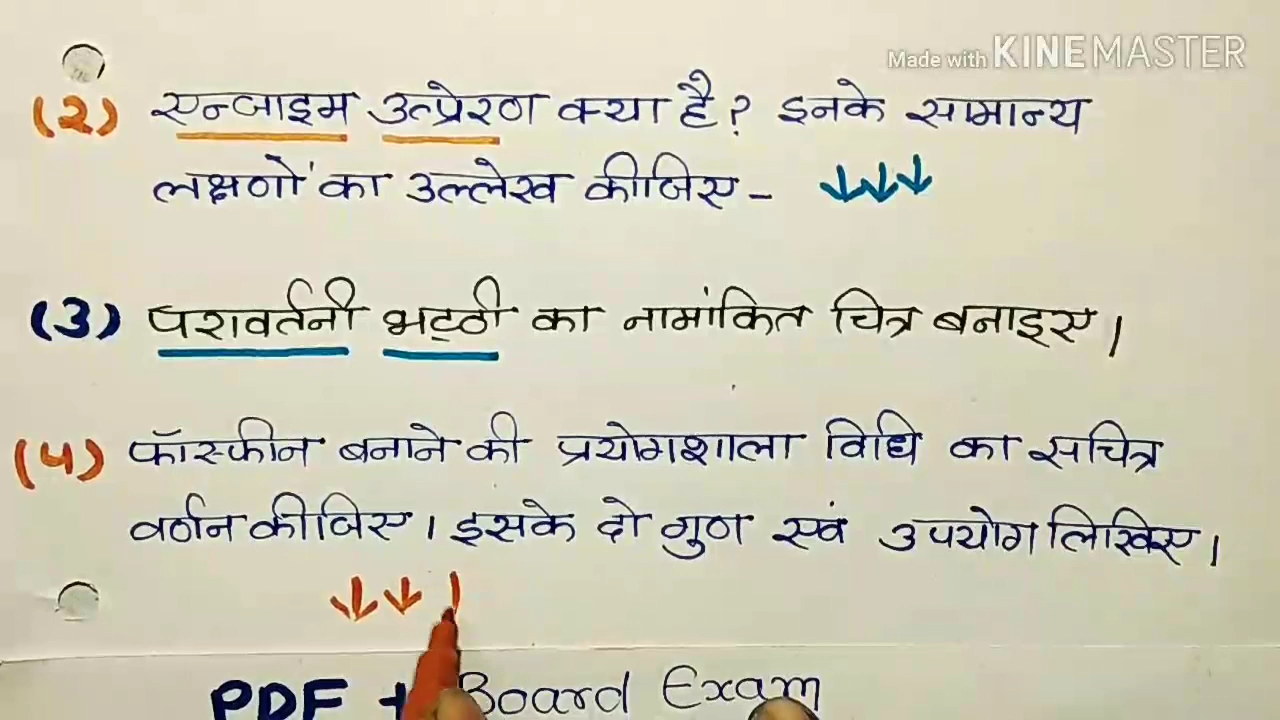 Made with KINEMASTER
(2) एन्जाइम उत्प्रेरण क्या है? इनके सामान्य
लक्षणों का उल्लेख कीजिए -
(3) परावर्तनी भट्ठी का नामांकित चित्र बनाइए।
(4) फॉस्फीन बनाने की प्रयोगशाला विधि का सचित्र
वर्णन कीजिए। इसके दो गुण एवं उपयोग लिखिए।
PDF + Board Exam